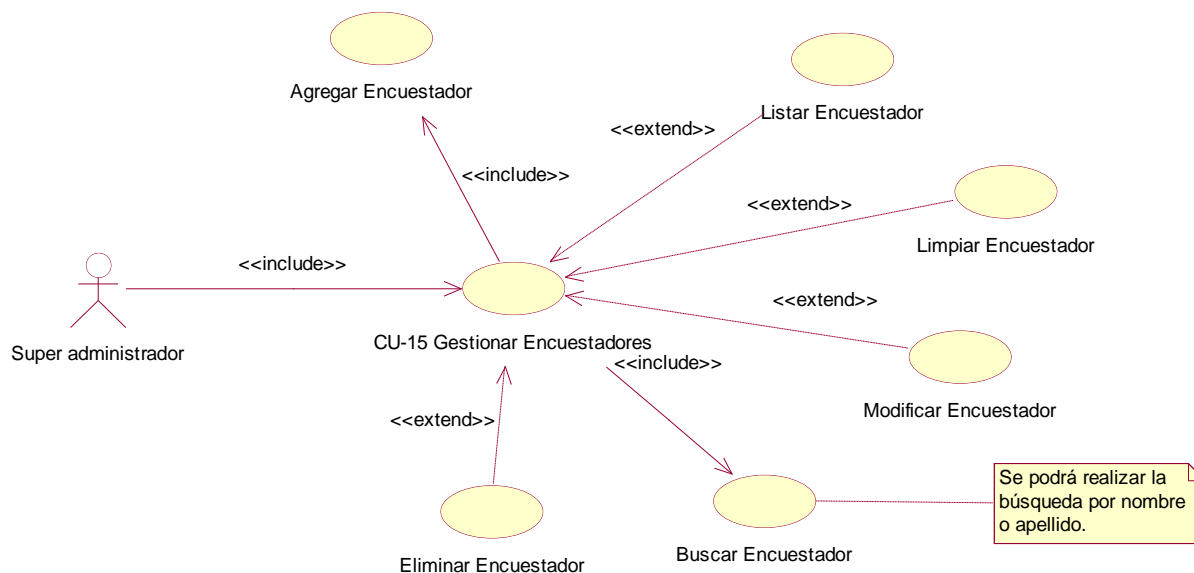 Agregar Encuestador
Listar Encuestador
<<extend>>
<<include>>
<<extend>>
Limpiar Encuestador
<<include>>
<<extend>>
Super administrador
CU-15 Gestionar Encuestadores
<<include>>
Modificar Encuestador
<<extend>>
Se podrá realizar la
búsqueda por nombre
o apellido.
Eliminar Encuestador
Buscar Encuestador